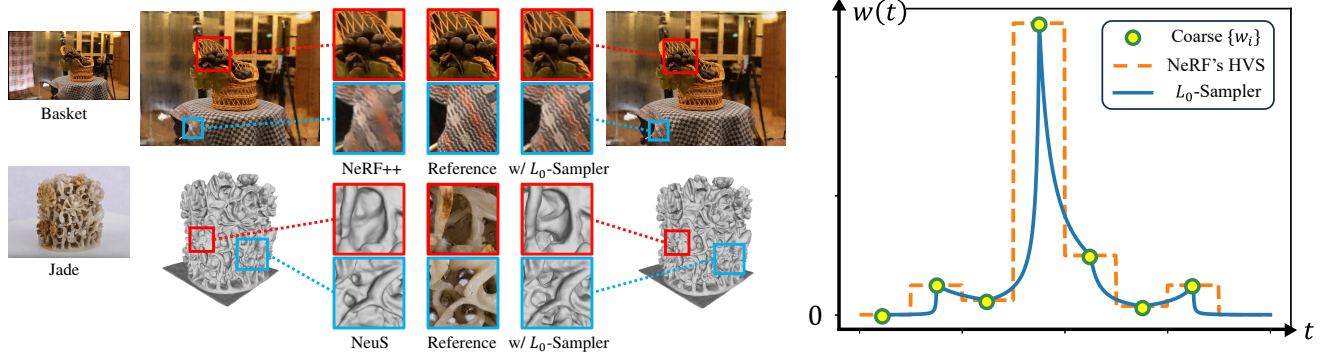 Basket
NeRF++ Reference w/ L₀-Sampler
Jade
NeuS Reference w/ L₀-Sampler
w(t)
Coarse {wᵢ}
NeRF's HVS
L₀-Sampler
0
t